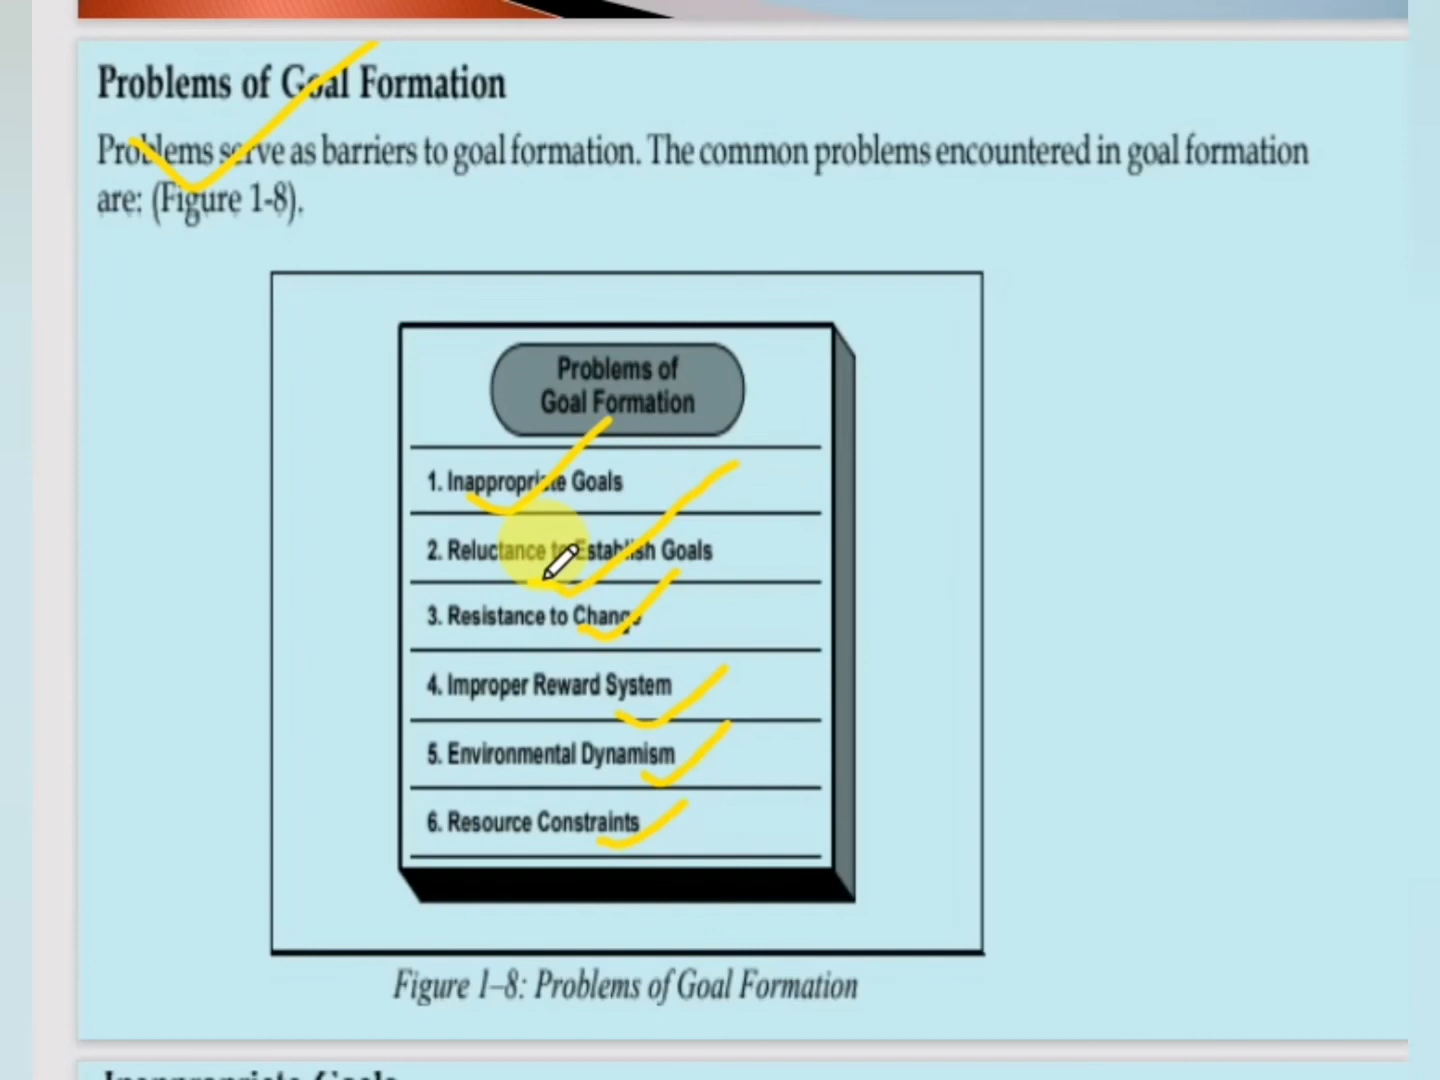 Problems of Goal Formation
Problems serve as barriers to goal formation. The common problems encountered in goal formation
are: (Figure 1-8).
Problems of
Goal Formation
1. Inappropriate Goals
2. Reluctance to Establish Goals
3. Resistance to Change
4. Improper Reward System
5. Environmental Dynamism
6. Resource Constraints
Figure 1–8: Problems of Goal Formation
Inappropriate Goals